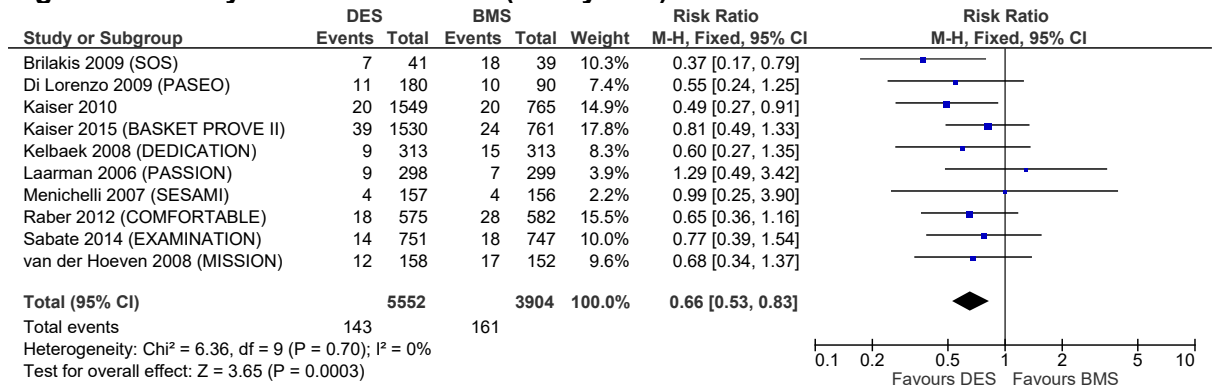 DES BMS Risk Ratio Risk Ratio
Study or Subgroup Events Total Events Total Weight M-H, Fixed, 95% CI M-H, Fixed, 95% CI
Brilakis 2009 (SOS) 7 41 18 39 10.3% 0.37 [0.17, 0.79]
Di Lorenzo 2009 (PASEO) 11 180 10 90 7.4% 0.55 [0.24, 1.25]
Kaiser 2010 20 1549 20 765 14.9% 0.49 [0.27, 0.91]
Kaiser 2015 (BASKET PROVE II) 39 1530 24 761 17.8% 0.81 [0.49, 1.33]
Kelbaek 2008 (DEDICATION) 9 313 15 313 8.3% 0.60 [0.27, 1.35]
Laarman 2006 (PASSION) 9 298 7 299 3.9% 1.29 [0.49, 3.42]
Menichelli 2007 (SESAMI) 4 157 4 156 2.2% 0.99 [0.25, 3.90]
Raber 2012 (COMFORTABLE) 18 575 28 582 15.5% 0.65 [0.36, 1.16]
Sabate 2014 (EXAMINATION) 14 751 18 747 10.0% 0.77 [0.39, 1.54]
van der Hoeven 2008 (MISSION) 12 158 17 152 9.6% 0.68 [0.34, 1.37]
Total (95% CI) 5552 3904 100.0% 0.66 [0.53, 0.83]
Total events 143 161
Heterogeneity: Chi² = 6.36, df = 9 (P = 0.70); I² = 0%
Test for overall effect: Z = 3.65 (P = 0.0003)
0.1 0.2 0.5 1 2 5 10
Favours DES Favours BMS